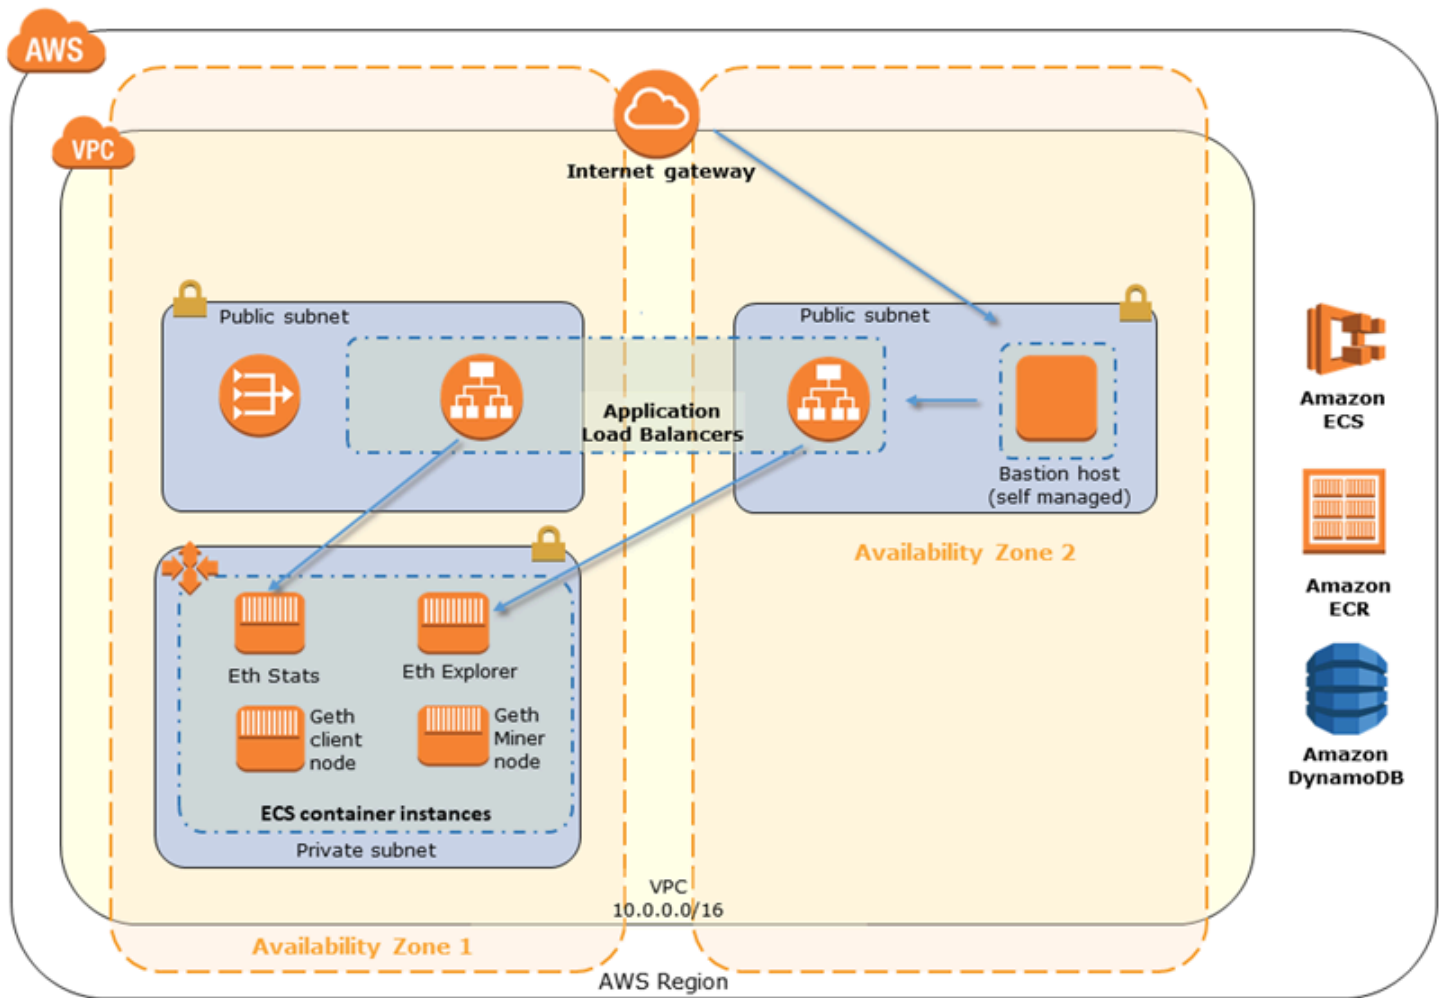 AWS
VPC
Internet gateway
Public subnet
Public subnet
Application
Load Balancers
Bastion host
(self managed)
Amazon
ECS
Availability Zone 2
Amazon
ECR
Eth Stats
Eth Explorer
Geth
client
node
Geth
Miner
node
Amazon
DynamoDB
ECS container instances
Private subnet
VPC
10.0.0.0/16
Availability Zone 1
AWS Region